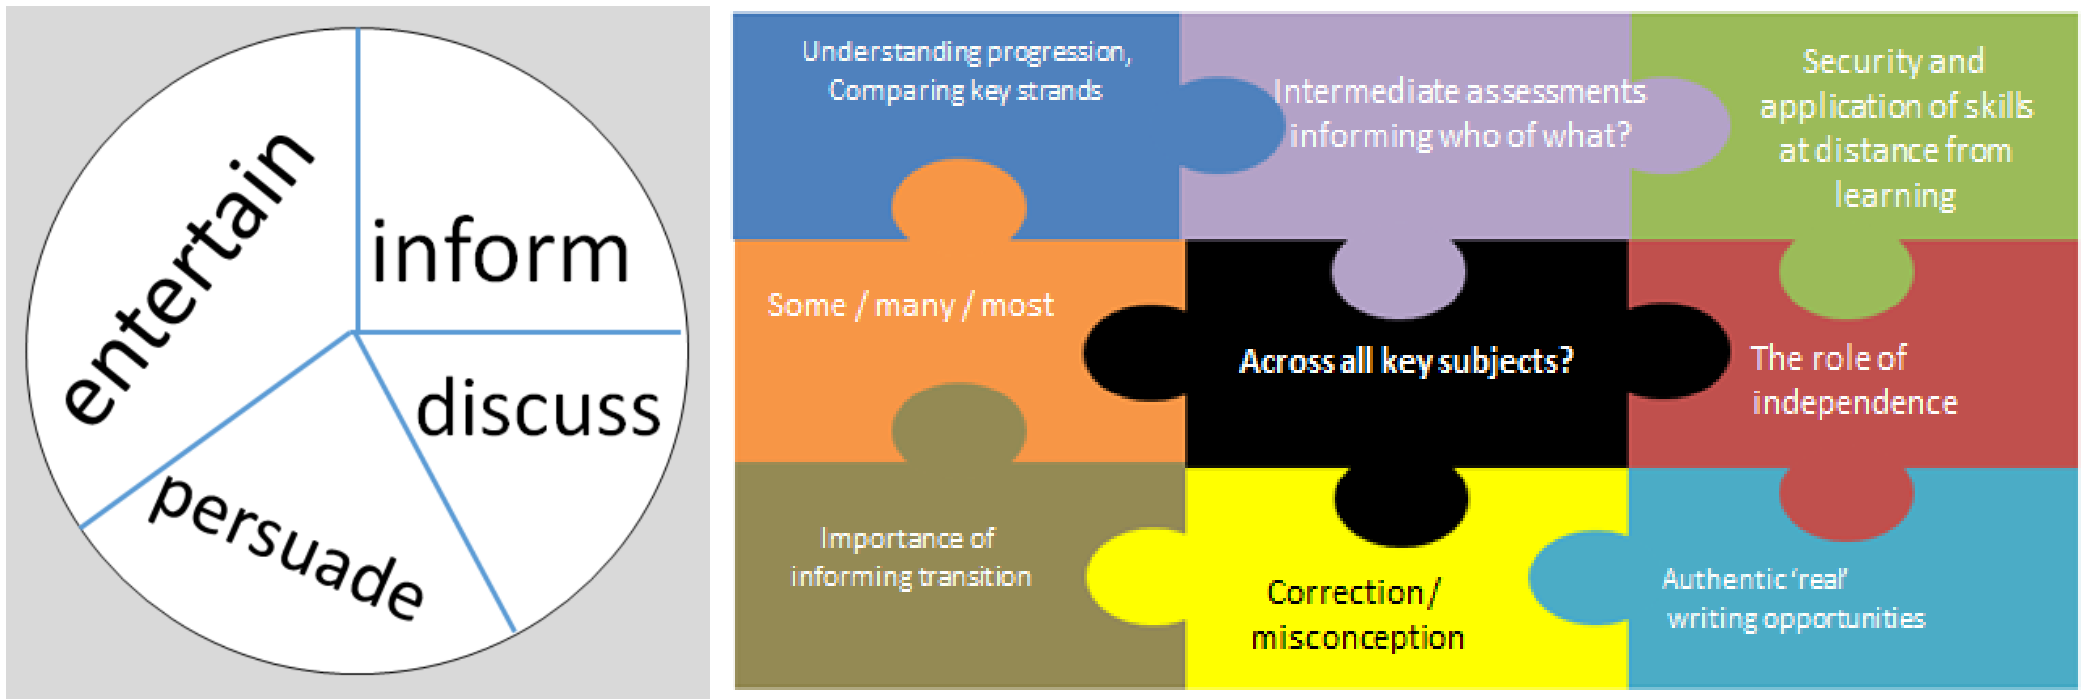 entertain
inform
discuss
persuade
Understanding progression,
Comparing key strands
Intermediate assessments
informing who of what?
Security and
application of skills
at distance from
learning
Some / many / most
Across all key subjects?
The role of
independence
Importance of
informing transition
Correction /
misconception
Authentic ‘real’
writing opportunities